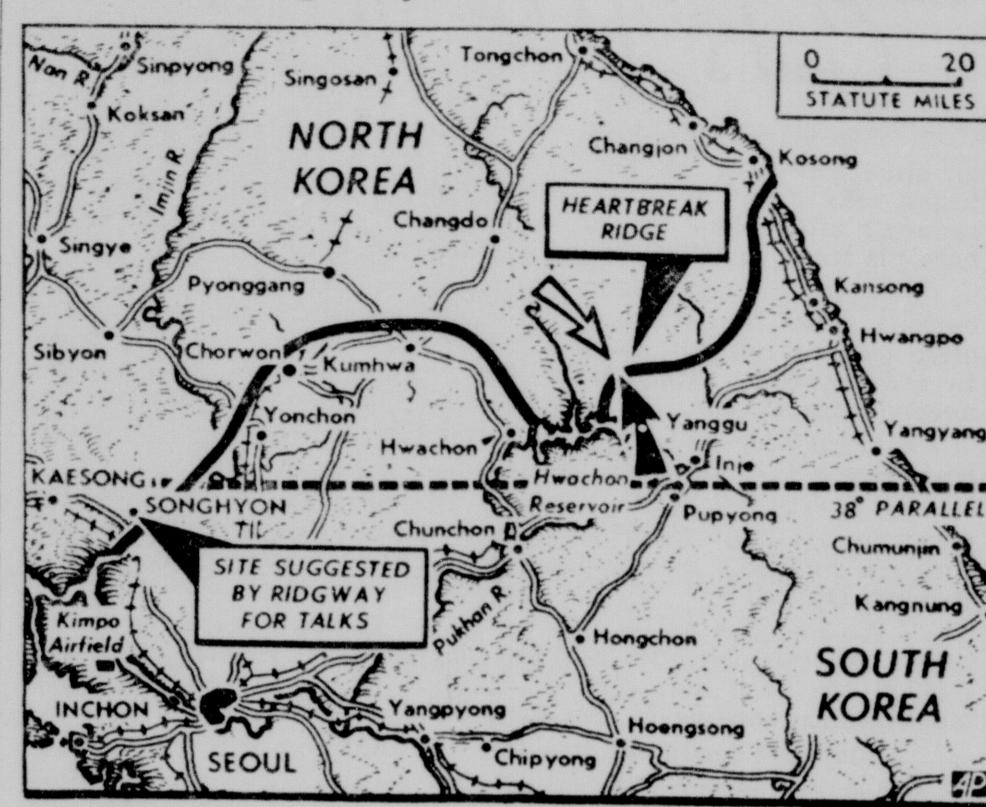 Tongchon
0 20
STATUTE MILES
Nan R.
Sinpyong
Singosan
Koksan
NORTH
KOREA
Changjon
Kosong
Imjin R.
HEARTBREAK
RIDGE
Changdo
Singye
Pyonggang
Kansong
Hwangpo
Sibyon
Chorwon
Kumhwa
Yonchon
Yanggu
Yangyang
Hwachon
Inje
KAESONG
Hwachon
Reservoir
SONGHYON
Pupyong
38° PARALLEL
Chunchon
Chumunjin
SITE SUGGESTED
BY RIDGWAY
FOR TALKS
Pukhan R.
Kangnung
Kimpo
Airfield
Hongchon
SOUTH
KOREA
INCHON
Yangpyong
Hoengsong
SEOUL
Chipyong
AP